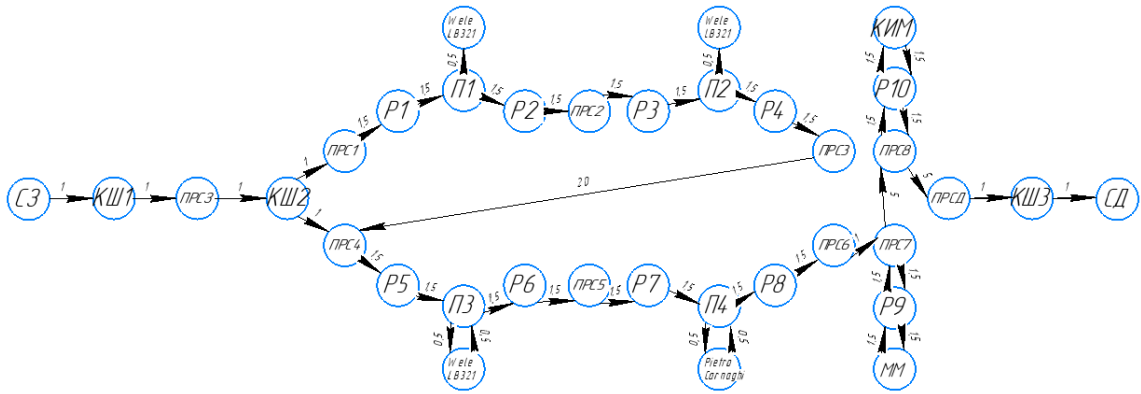 Wele
LB321
Wele
LB321
КИМ
0,5
0,5
1,5
1,5
П1
П2
Р10
1,5
1,5
1,5
1,5
Р1
Р2
1,5
ПРС2
1,5
Р3
1,5
Р4
1,5
1,5
1,5
1,5
ПРС1
ПРС3
ПРС8
1
20
5
СЗ
1
КШ1
1
ПРСЗ
1
КШ2
ПРСД
1
КШ3
1
СД
1
5
ПРС4
ПРС6
1
ПРС7
1,5
1,5
1,5
1,5
Р5
1,5
П3
1,5
Р6
1,5
ПРС5
1,5
Р7
1,5
П4
1,5
Р8
Р9
0,5
0,5
0,5
0,5
1,5
1,5
Wele
LB321
Pietro
Carnaghi
ММ